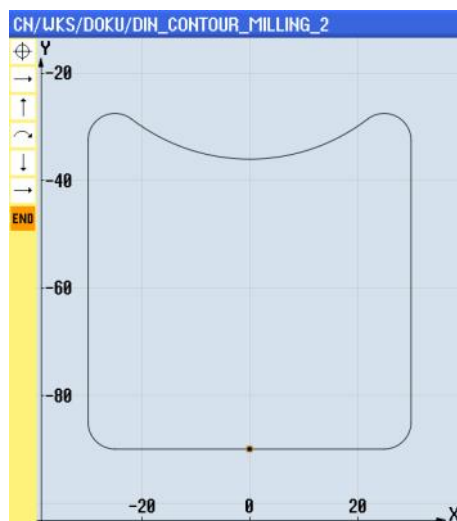 CN/WKS/DOKU/DIN_CONTOUR_MILLING_2
Y
-20
-40
-60
-80
END
-20 0 20 X